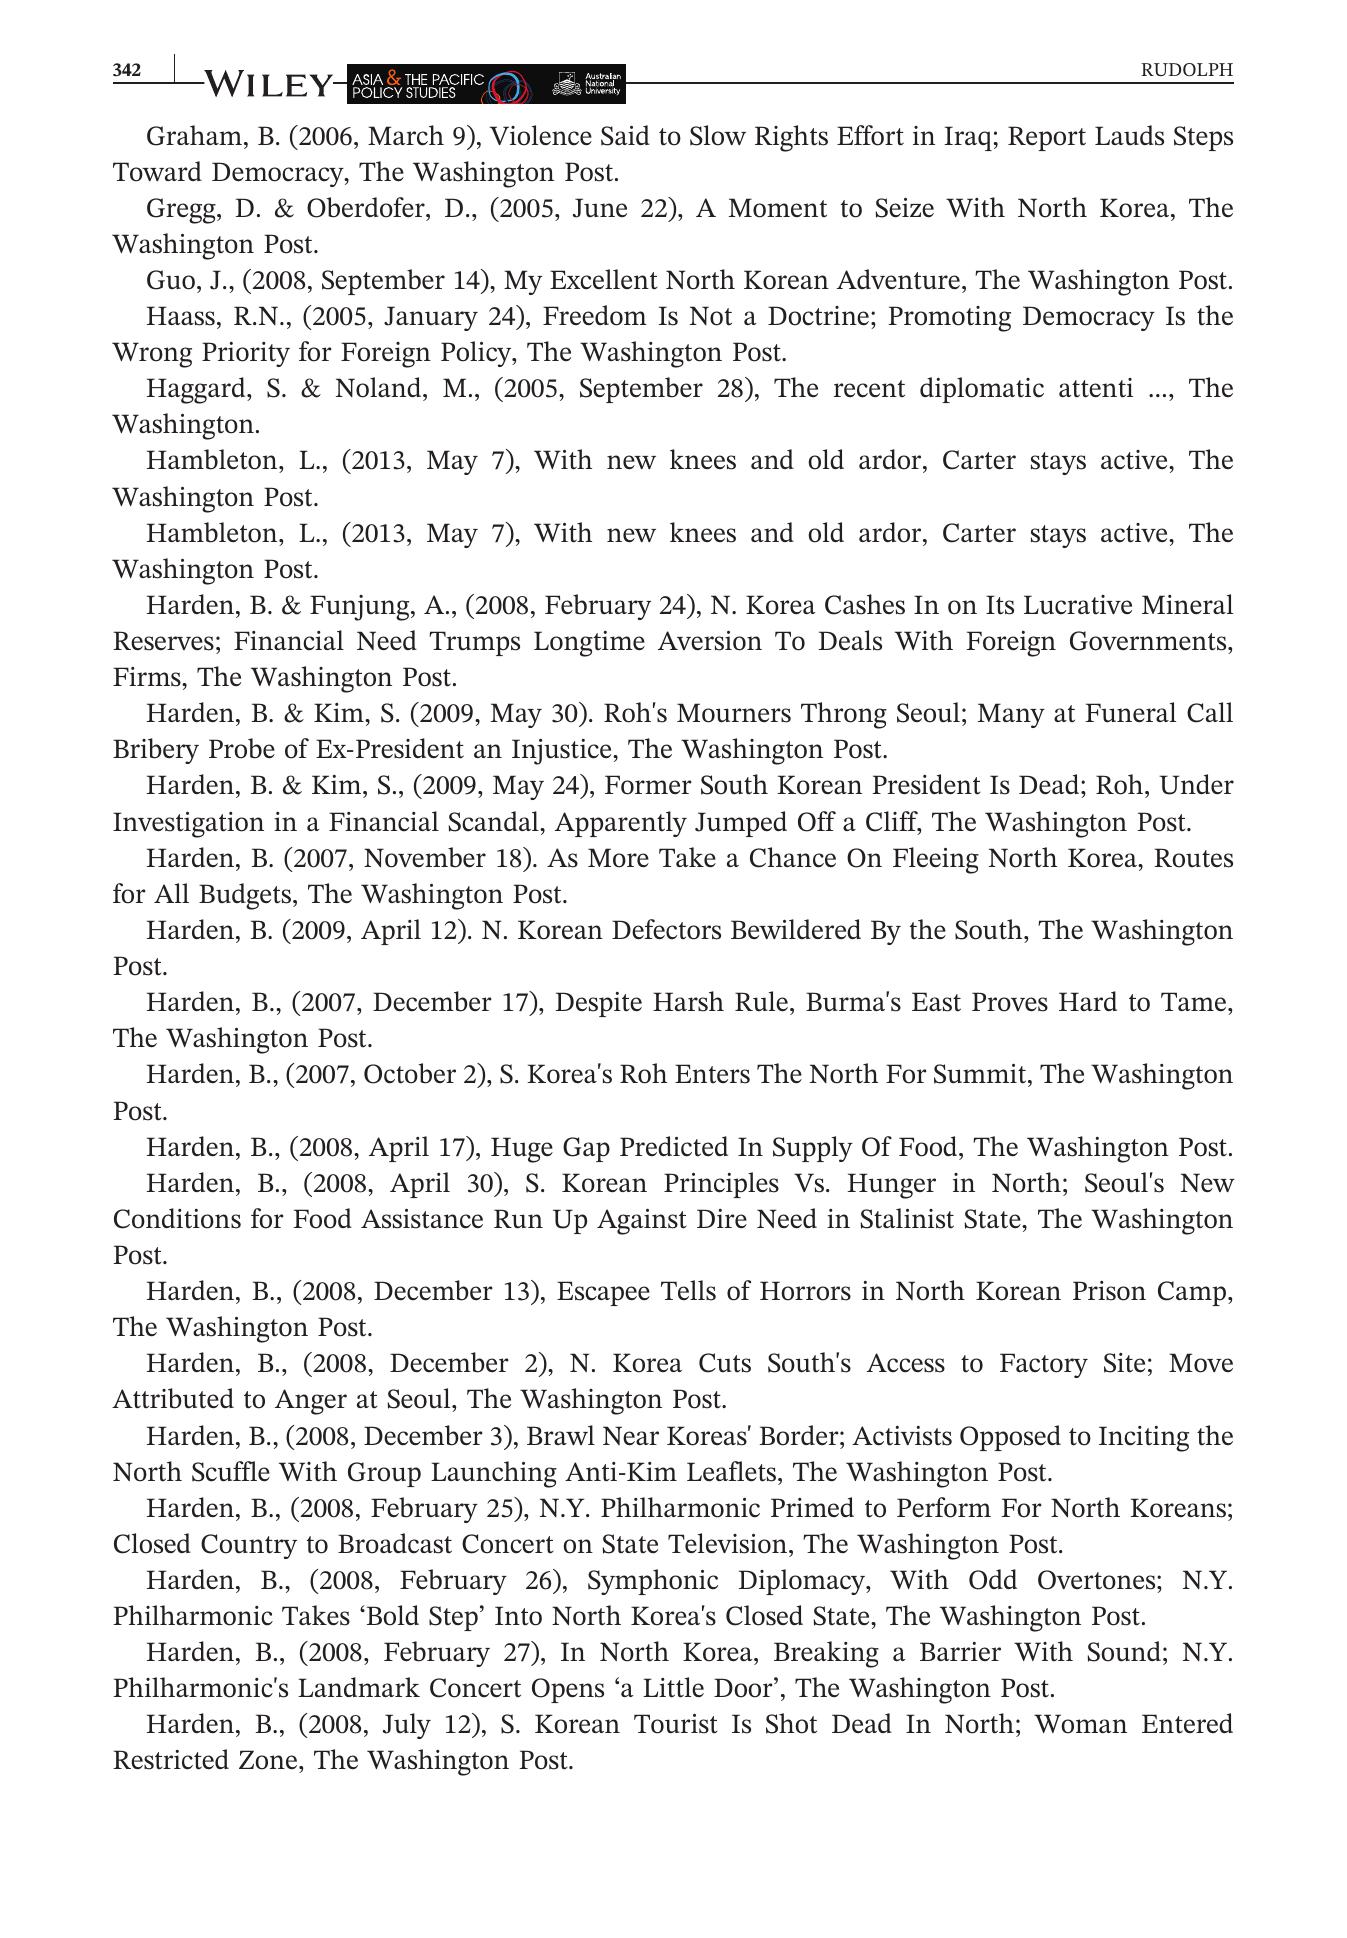 342
RUDOLPH
WILEY
ASIA & THE PACIFIC
POLICY STUDIES
Australian
National
University
Graham, B. (2006, March 9), Violence Said to Slow Rights Effort in Iraq; Report Lauds Steps
Toward Democracy, The Washington Post.
Gregg, D. & Oberdofer, D., (2005, June 22), A Moment to Seize With North Korea, The
Washington Post.
Guo, J., (2008, September 14), My Excellent North Korean Adventure, The Washington Post.
Haass, R.N., (2005, January 24), Freedom Is Not a Doctrine; Promoting Democracy Is the
Wrong Priority for Foreign Policy, The Washington Post.
Haggard, S. & Noland, M., (2005, September 28), The recent diplomatic attenti ..., The
Washington.
Hambleton, L., (2013, May 7), With new knees and old ardor, Carter stays active, The
Washington Post.
Hambleton, L., (2013, May 7), With new knees and old ardor, Carter stays active, The
Washington Post.
Harden, B. & Funjung, A., (2008, February 24), N. Korea Cashes In on Its Lucrative Mineral
Reserves; Financial Need Trumps Longtime Aversion To Deals With Foreign Governments,
Firms, The Washington Post.
Harden, B. & Kim, S. (2009, May 30). Roh's Mourners Throng Seoul; Many at Funeral Call
Bribery Probe of Ex-President an Injustice, The Washington Post.
Harden, B. & Kim, S., (2009, May 24), Former South Korean President Is Dead; Roh, Under
Investigation in a Financial Scandal, Apparently Jumped Off a Cliff, The Washington Post.
Harden, B. (2007, November 18). As More Take a Chance On Fleeing North Korea, Routes
for All Budgets, The Washington Post.
Harden, B. (2009, April 12). N. Korean Defectors Bewildered By the South, The Washington
Post.
Harden, B., (2007, December 17), Despite Harsh Rule, Burma's East Proves Hard to Tame,
The Washington Post.
Harden, B., (2007, October 2), S. Korea's Roh Enters The North For Summit, The Washington
Post.
Harden, B., (2008, April 17), Huge Gap Predicted In Supply Of Food, The Washington Post.
Harden, B., (2008, April 30), S. Korean Principles Vs. Hunger in North; Seoul's New
Conditions for Food Assistance Run Up Against Dire Need in Stalinist State, The Washington
Post.
Harden, B., (2008, December 13), Escapee Tells of Horrors in North Korean Prison Camp,
The Washington Post.
Harden, B., (2008, December 2), N. Korea Cuts South's Access to Factory Site; Move
Attributed to Anger at Seoul, The Washington Post.
Harden, B., (2008, December 3), Brawl Near Koreas' Border; Activists Opposed to Inciting the
North Scuffle With Group Launching Anti-Kim Leaflets, The Washington Post.
Harden, B., (2008, February 25), N.Y. Philharmonic Primed to Perform For North Koreans;
Closed Country to Broadcast Concert on State Television, The Washington Post.
Harden, B., (2008, February 26), Symphonic Diplomacy, With Odd Overtones; N.Y.
Philharmonic Takes ‘Bold Step’ Into North Korea's Closed State, The Washington Post.
Harden, B., (2008, February 27), In North Korea, Breaking a Barrier With Sound; N.Y.
Philharmonic's Landmark Concert Opens ‘a Little Door’, The Washington Post.
Harden, B., (2008, July 12), S. Korean Tourist Is Shot Dead In North; Woman Entered
Restricted Zone, The Washington Post.